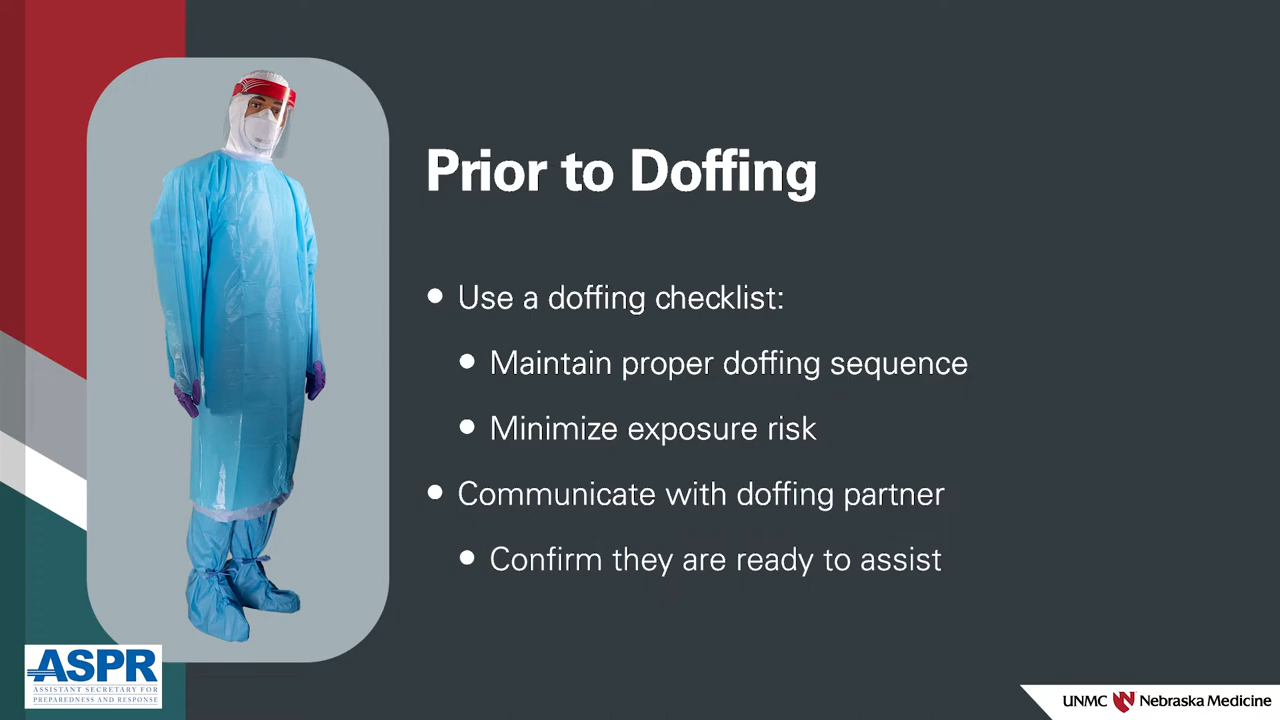 Prior to Doffing
• Use a doffing checklist:
• Maintain proper doffing sequence
• Minimize exposure risk
• Communicate with doffing partner
• Confirm they are ready to assist
ASPR
ASSISTANT SECRETARY FOR
PREPAREDNESS AND RESPONSE
UNMC Nebraska Medicine